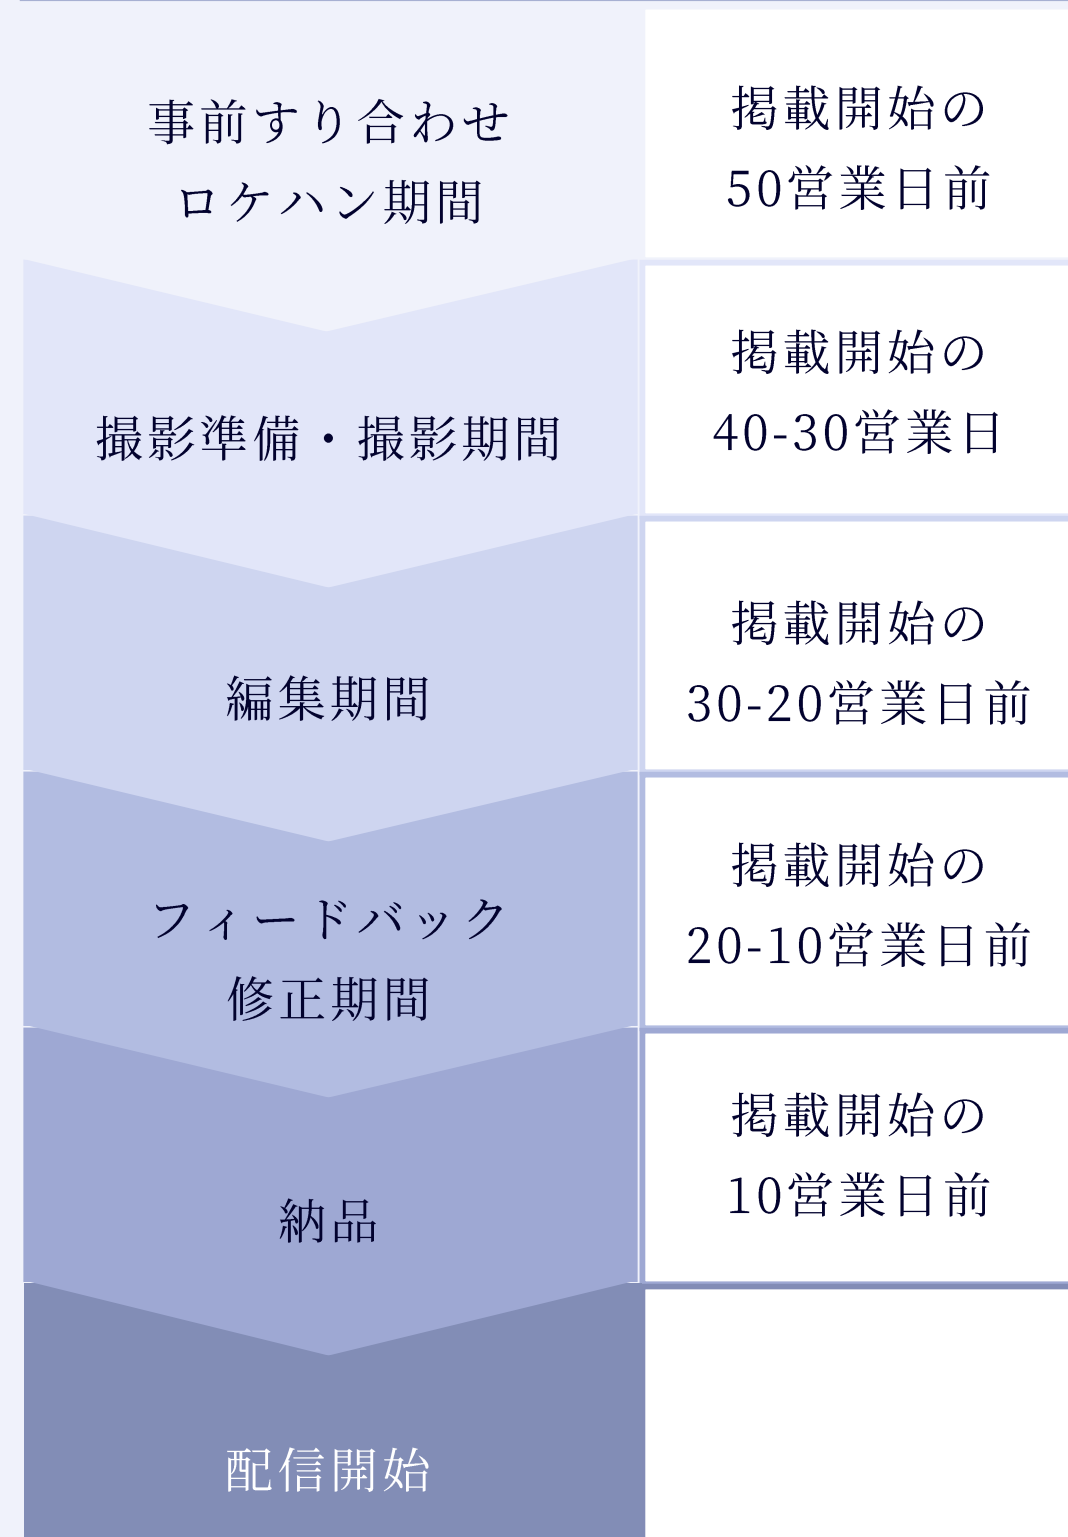 事前すり合わせ
ロケハン期間
掲載開始の
50営業日前
撮影準備・撮影期間
掲載開始の
40-30営業日
編集期間
掲載開始の
30-20営業日前
フィードバック
修正期間
掲載開始の
20-10営業日前
納品
掲載開始の
10営業日前
配信開始